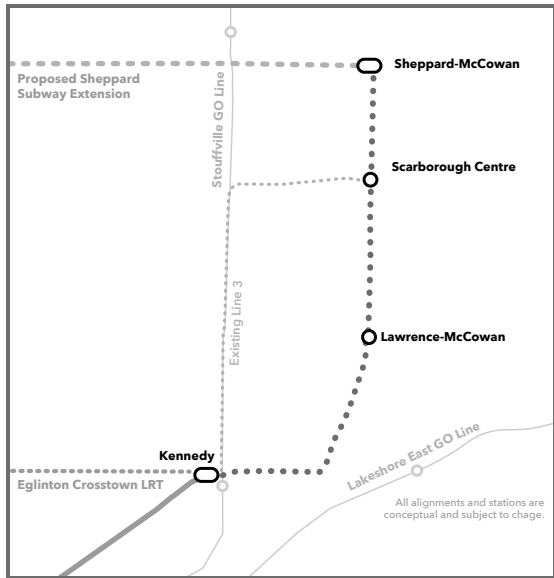 Sheppard-McCowan
Proposed Sheppard
Subway Extension
Stouffville GO Line
Scarborough Centre
Existing Line 3
Lawrence-McCowan
Kennedy
Lakeshore East GO Line
Eglinton Crosstown LRT
All alignments and stations are
conceptual and subject to chage.